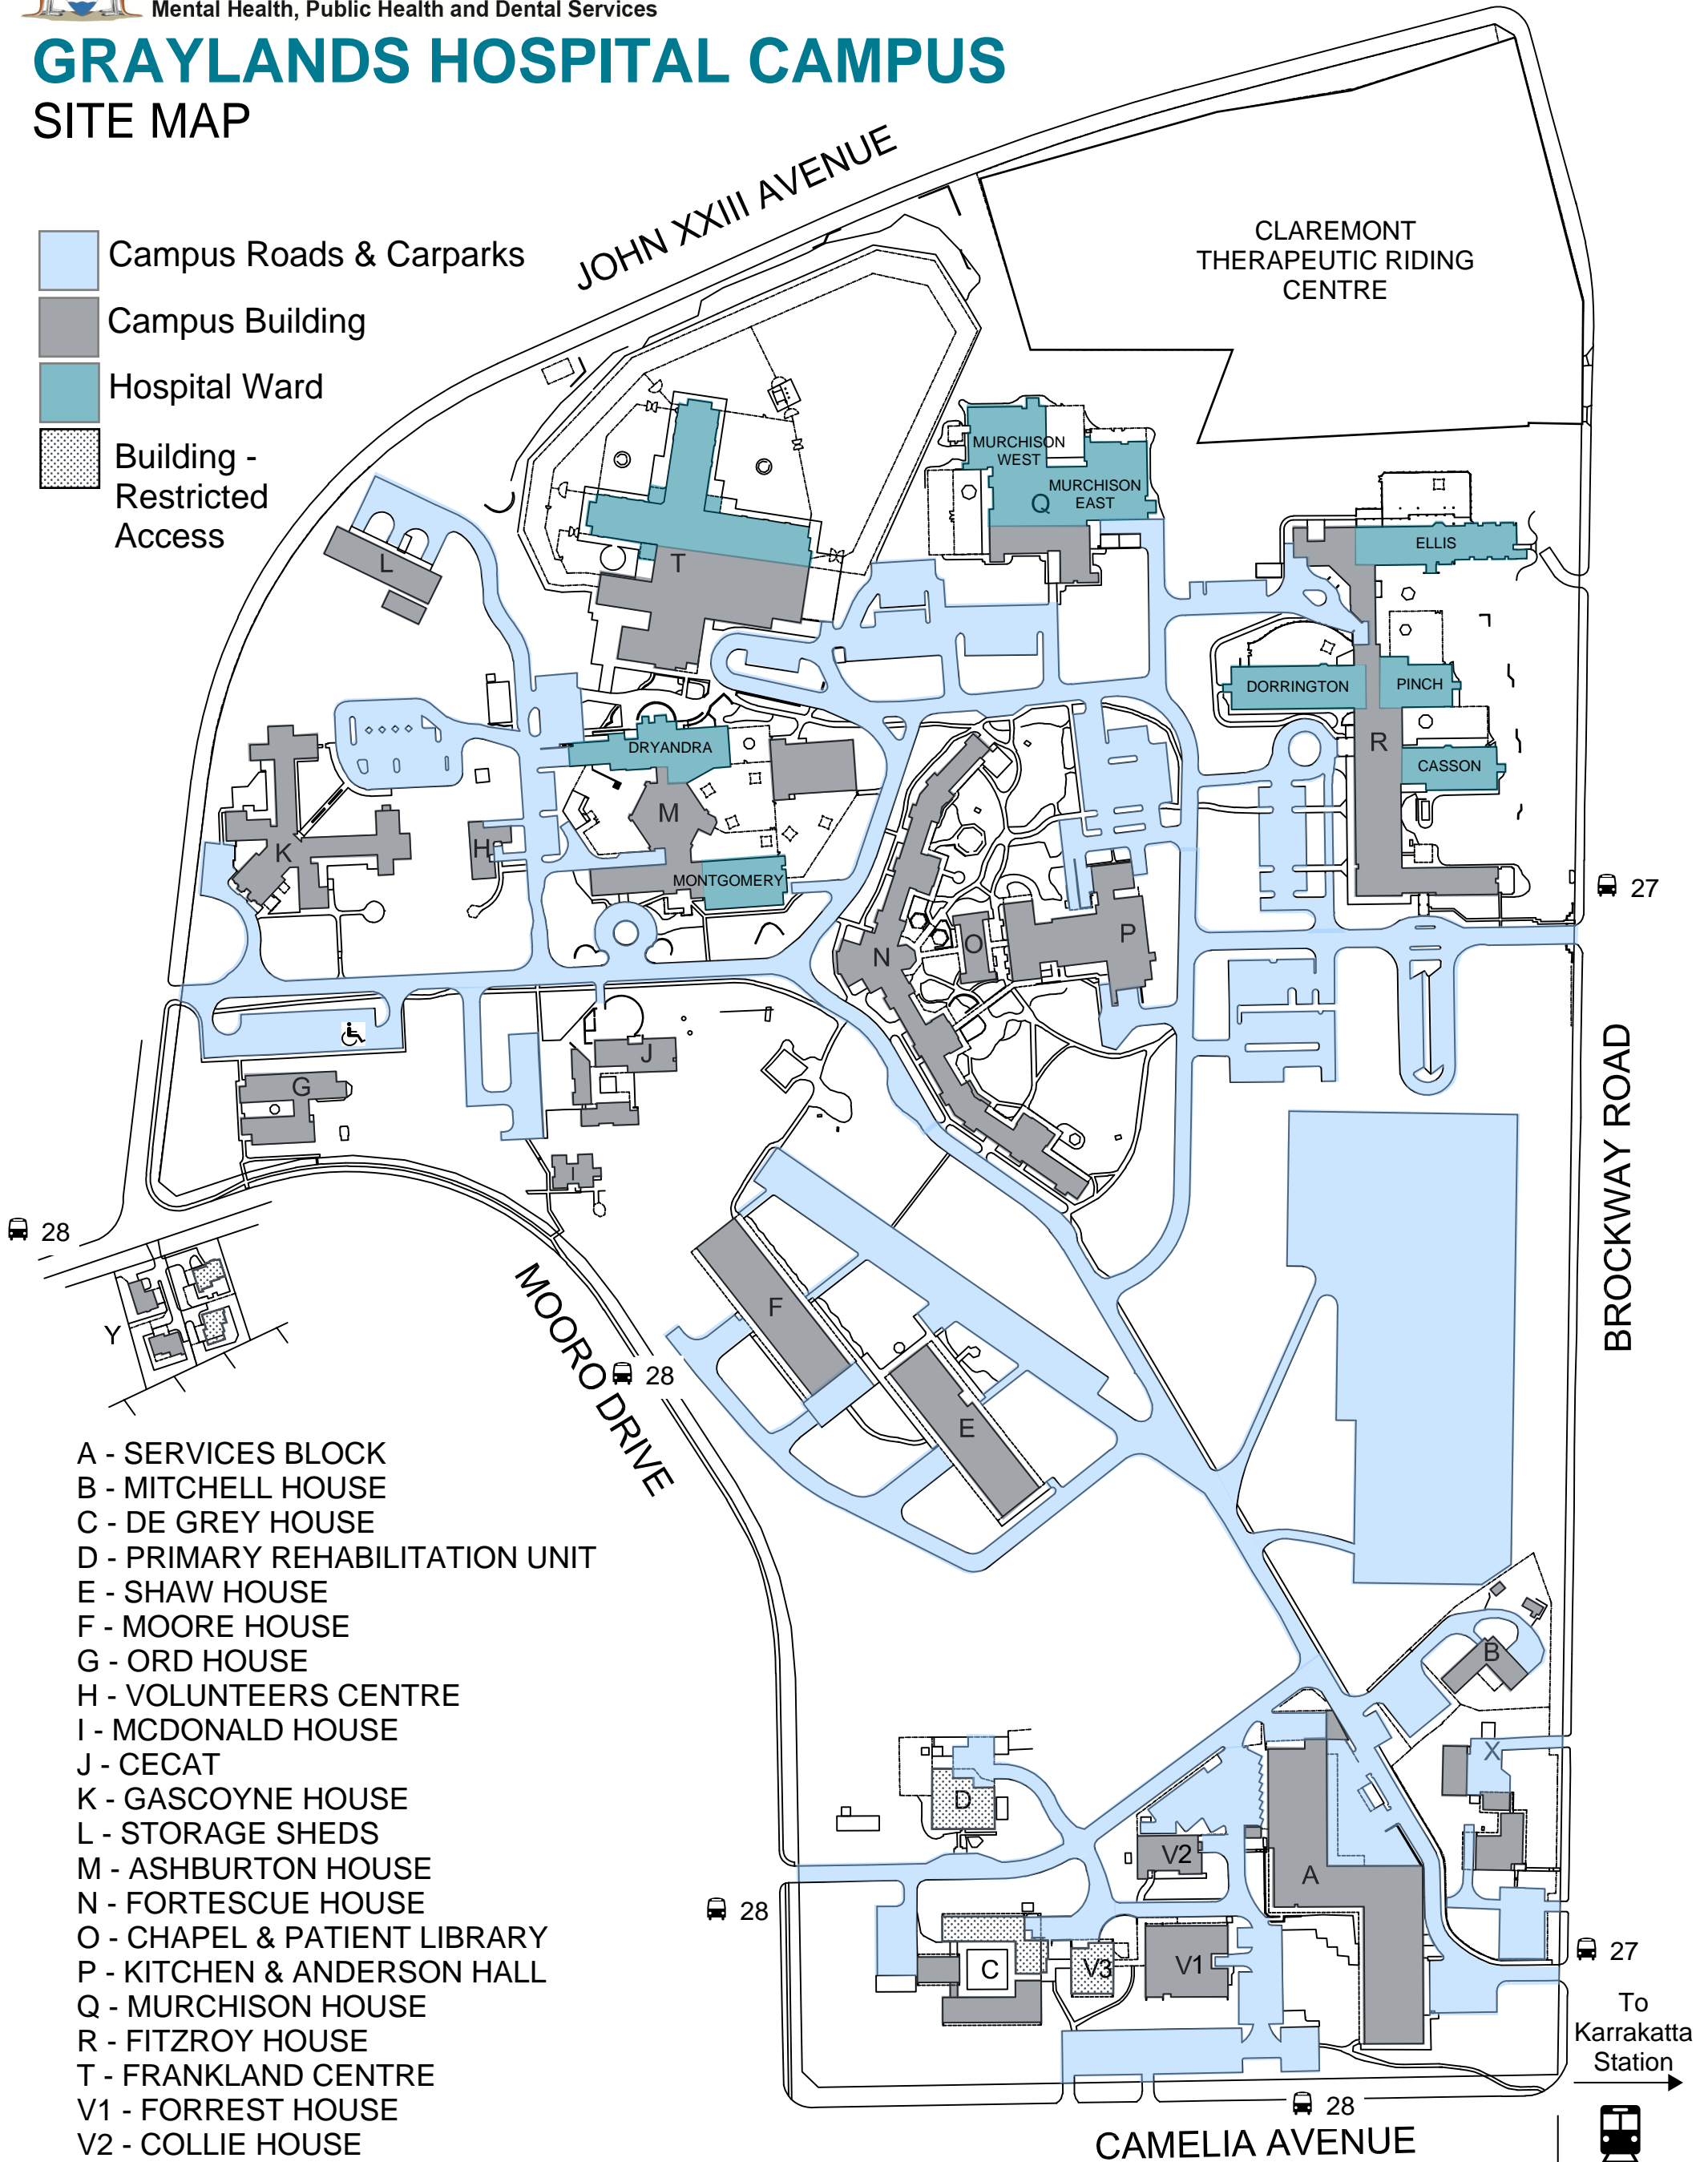 Mental Health, Public Health and Dental Services
GRAYLANDS HOSPITAL CAMPUS
SITE MAP
JOHN XXIII AVENUE
Campus Roads & Carparks
Campus Building
Hospital Ward
Building -
Restricted
Access
CLAREMONT
THERAPEUTIC RIDING
CENTRE
MURCHISON
WEST
MURCHISON
EAST
Q
ELLIS
L
T
DORRINGTON
PINCH
R
CASSON
DRYANDRA
M
MONTGOMERY
K
H
27
P
O
N
J
G
I
BROCKWAY ROAD
28
Y
MOORO DRIVE
28
F
E
A - SERVICES BLOCK
B - MITCHELL HOUSE
C - DE GREY HOUSE
D - PRIMARY REHABILITATION UNIT
E - SHAW HOUSE
F - MOORE HOUSE
G - ORD HOUSE
H - VOLUNTEERS CENTRE
I - MCDONALD HOUSE
J - CECAT
K - GASCOYNE HOUSE
L - STORAGE SHEDS
M - ASHBURTON HOUSE
N - FORTESCUE HOUSE
O - CHAPEL & PATIENT LIBRARY
P - KITCHEN & ANDERSON HALL
Q - MURCHISON HOUSE
R - FITZROY HOUSE
T - FRANKLAND CENTRE
V1 - FORREST HOUSE
V2 - COLLIE HOUSE
B
X
D
V2
A
28
C
V3
V1
27
To
Karrakatta
Station
28
CAMELIA AVENUE